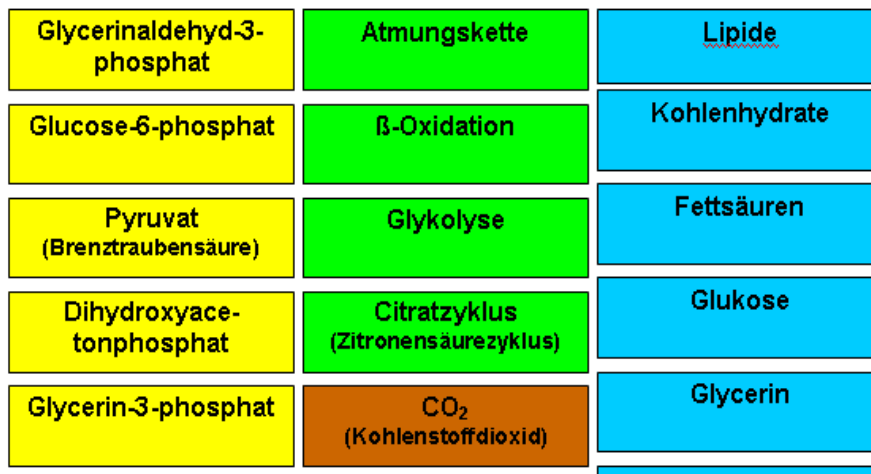 Glycerinaldehyd-3-
phosphat
Glucose-6-phosphat
Pyruvat
(Brenztraubensäure)
Dihydroxyace-
tonphosphat
Glycerin-3-phosphat
Atmungskette
ß-Oxidation
Glykolyse
Citratzyklus
(Zitronensäurezyklus)
CO₂
(Kohlenstoffdioxid)
Lipide
Kohlenhydrate
Fettsäuren
Glukose
Glycerin